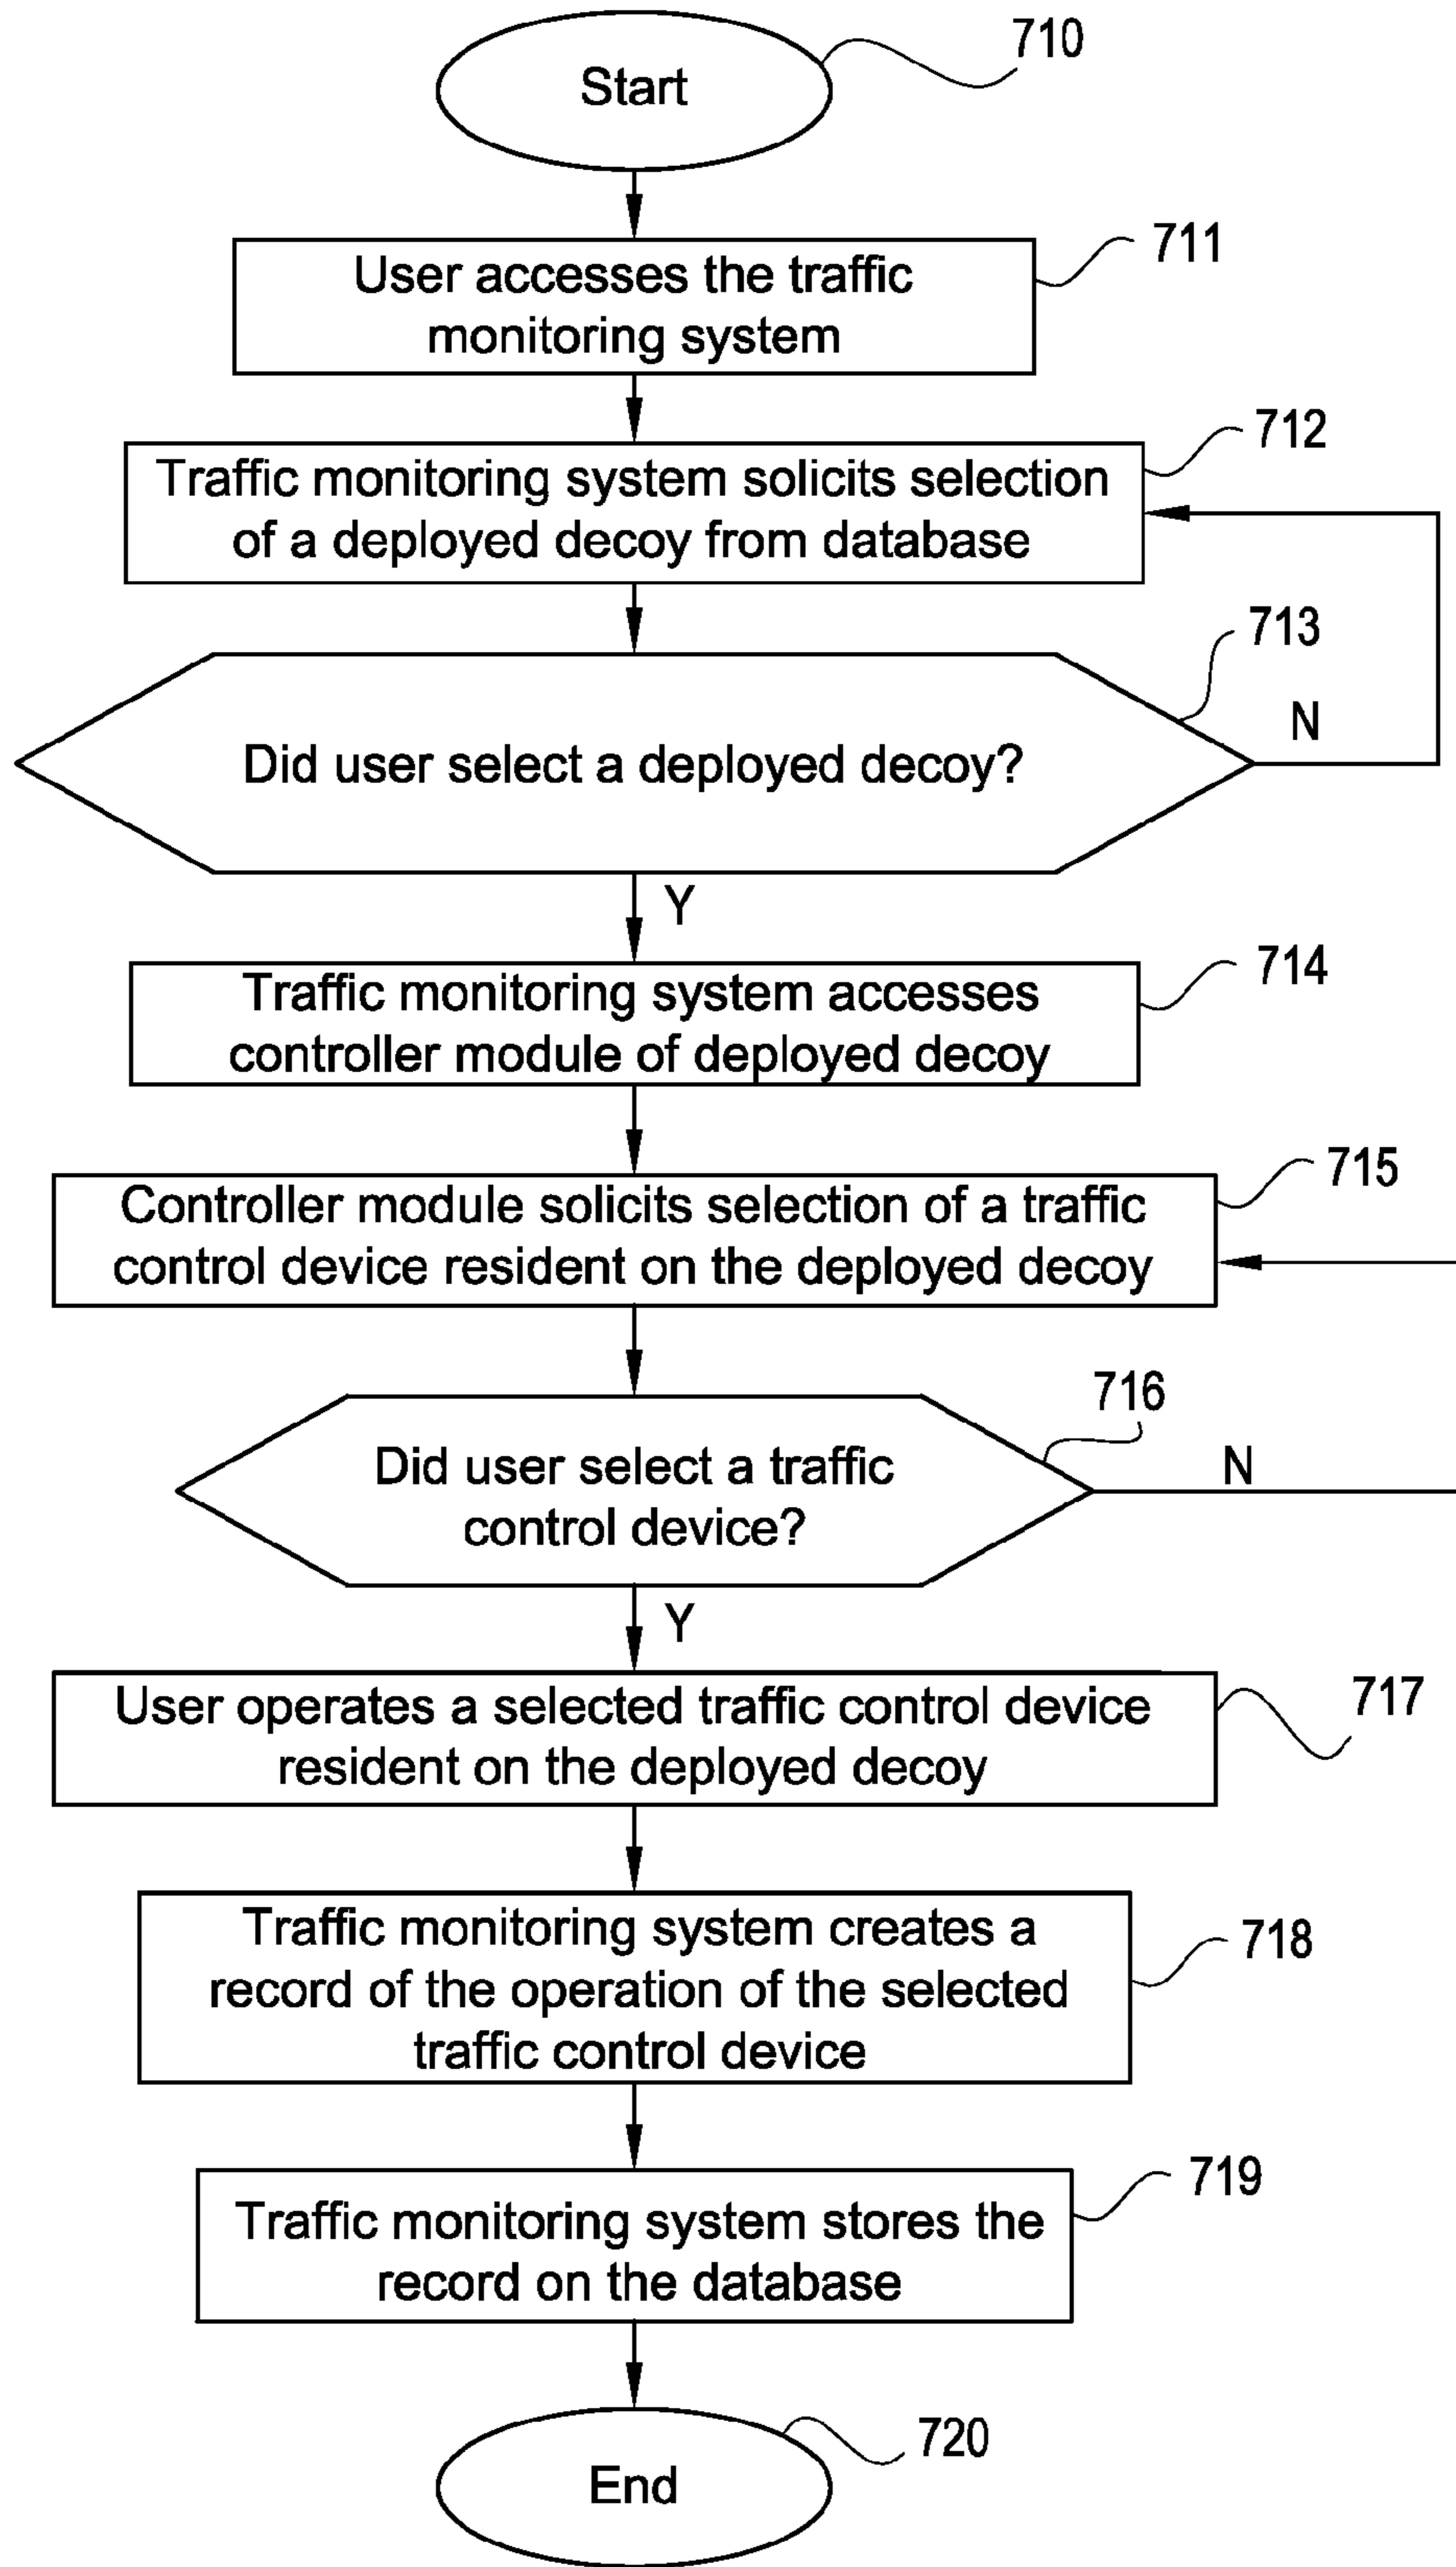 710
Start
711
User accesses the traffic
monitoring system
712
Traffic monitoring system solicits selection
of a deployed decoy from database
713
Did user select a deployed decoy?
N
Y
714
Traffic monitoring system accesses
controller module of deployed decoy
715
Controller module solicits selection of a traffic
control device resident on the deployed decoy
716
Did user select a traffic
control device?
N
Y
717
User operates a selected traffic control device
resident on the deployed decoy
718
Traffic monitoring system creates a
record of the operation of the selected
traffic control device
719
Traffic monitoring system stores the
record on the database
720
End